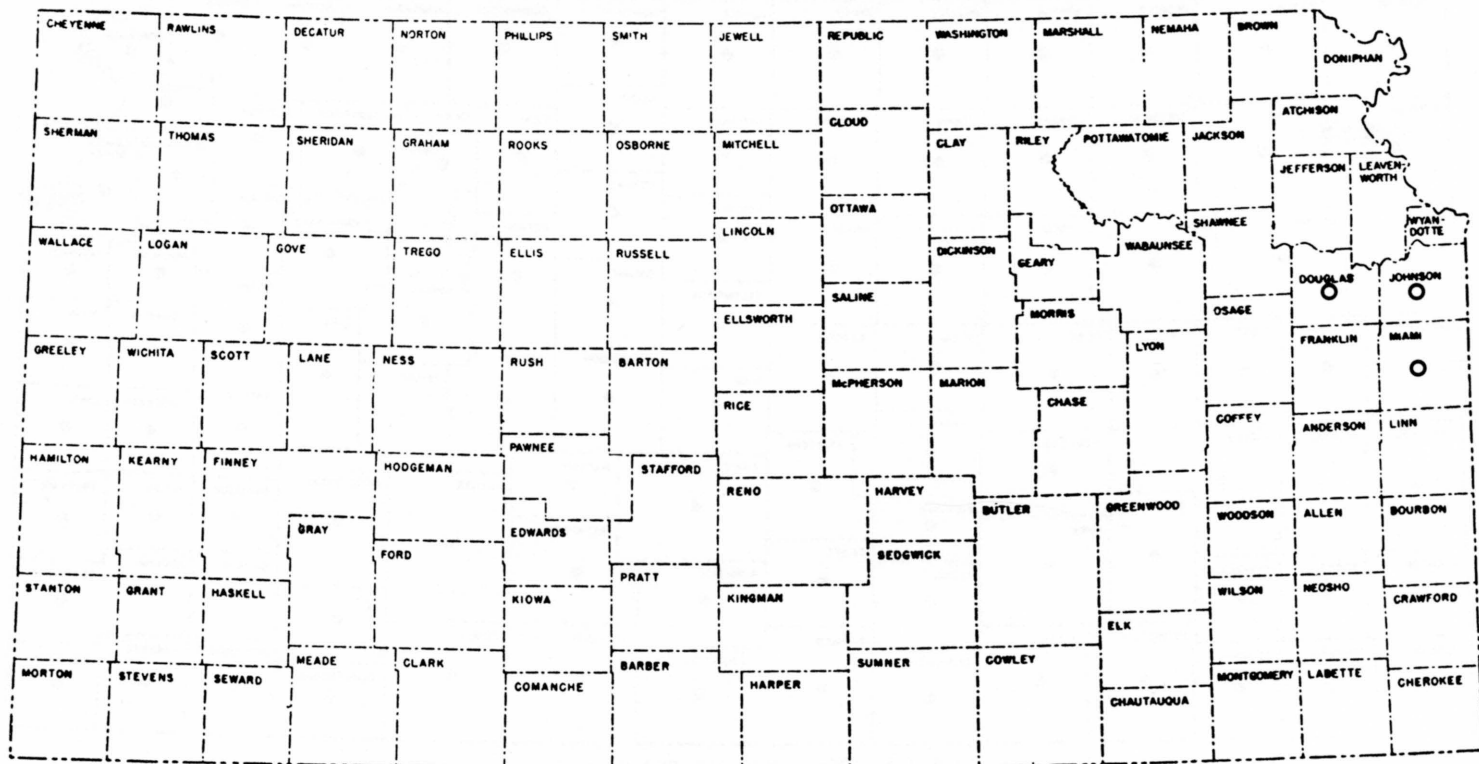 CHEYENNE
RAWLINS
DECATUR
NORTON
PHILLIPS
SMITH
JEWELL
REPUBLIC
WASHINGTON
MARSHALL
NEMAHA
BROWN
DONIPHAN
SHERMAN
THOMAS
SHERIDAN
GRAHAM
ROOKS
OSBORNE
MITCHELL
CLOUD
CLAY
RILEY
POTTAWATOMIE
JACKSON
ATCHISON
JEFFERSON
LEAVEN-
WORTH
WYAN-
DOTTE
WALLACE
LOGAN
GOVE
TREGO
ELLIS
RUSSELL
LINCOLN
OTTAWA
DICKINSON
GEARY
WABAUNSEE
SHAWNEE
DOUGLAS
JOHNSON
ELLSWORTH
SALINE
MORRIS
LYON
OSAGE
FRANKLIN
MIAMI
GREELEY
WICHITA
SCOTT
LANE
NESS
RUSH
BARTON
RICE
McPHERSON
MARION
CHASE
COFFEY
ANDERSON
LINN
HAMILTON
KEARNY
FINNEY
HODGEMAN
PAWNEE
STAFFORD
RENO
HARVEY
BUTLER
GREENWOOD
WOODSON
ALLEN
BOURBON
GRAY
FORD
EDWARDS
PRATT
SEDGWICK
STANTON
GRANT
HASKELL
KIOWA
KINGMAN
ELK
WILSON
NEOSHO
CRAWFORD
MORTON
STEVENS
SEWARD
MEADE
CLARK
COMANCHE
BARBER
HARPER
SUMNER
COWLEY
CHAUTAUQUA
MONTGOMERY
LABETTE
CHEROKEE